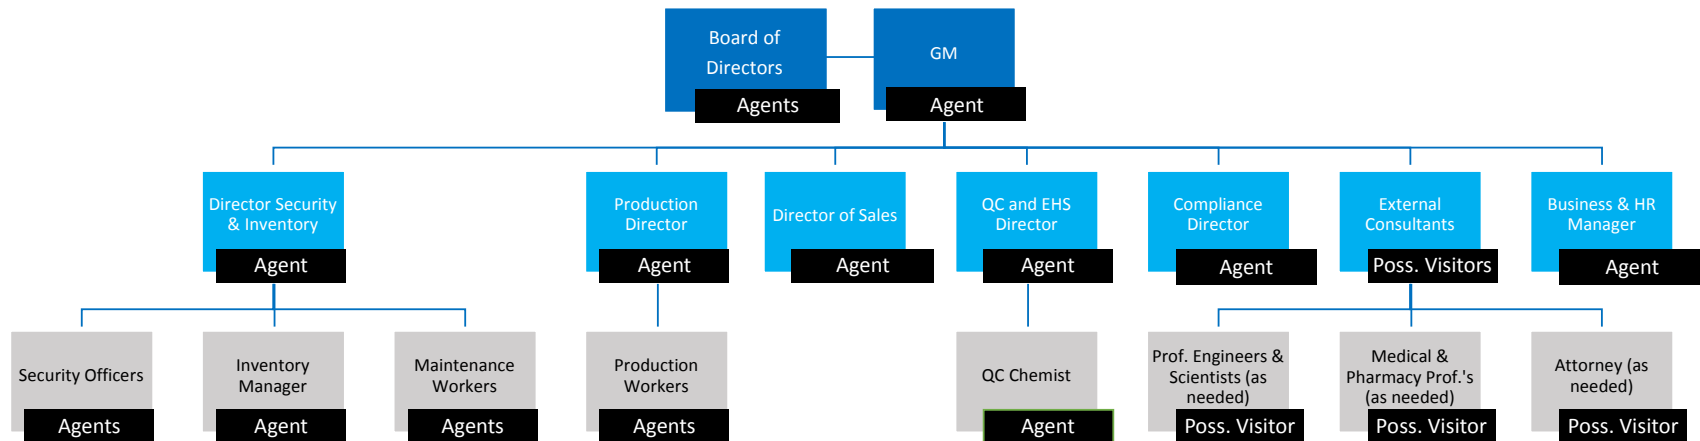 Board of
Directors
Agents
GM
Agent
Director Security
& Inventory
Agent
Production
Director
Agent
Director of Sales
Agent
QC and EHS
Director
Agent
Compliance
Director
Agent
External
Consultants
Poss. Visitors
Business & HR
Manager
Agent
Security Officers
Agents
Inventory
Manager
Agent
Maintenance
Workers
Agents
Production
Workers
Agents
QC Chemist
Agent
Prof. Engineers &
Scientists (as
needed)
Poss. Visitor
Medical &
Pharmacy Prof.'s
(as needed)
Poss. Visitor
Attorney (as
needed)
Poss. Visitor